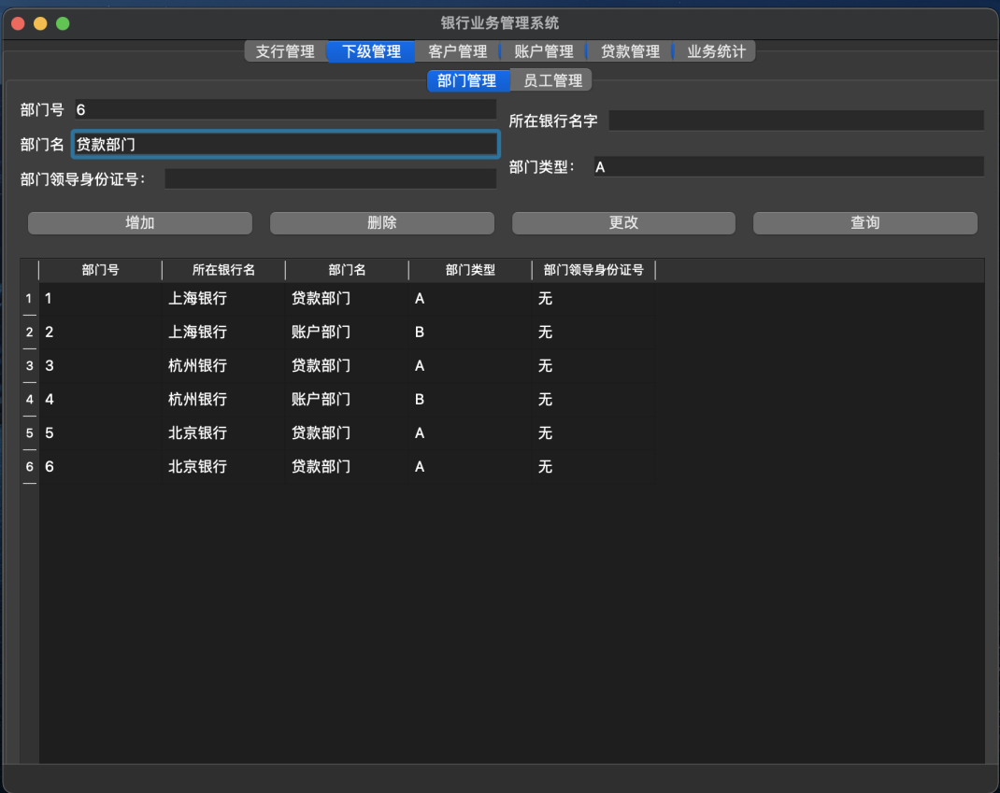 银行业务管理系统
支行管理 下级管理 客户管理 账户管理 贷款管理 业务统计
部门管理 员工管理
部门号 6
所在银行名字
部门名 贷款部门
部门类型： A
部门领导身份证号：
增加 删除 更改 查询
部门号 所在银行名 部门名 部门类型 部门领导身份证号
1 1 上海银行 贷款部门 A 无
2 2 上海银行 账户部门 B 无
3 3 杭州银行 贷款部门 A 无
4 4 杭州银行 账户部门 B 无
5 5 北京银行 贷款部门 A 无
6 6 北京银行 贷款部门 A 无